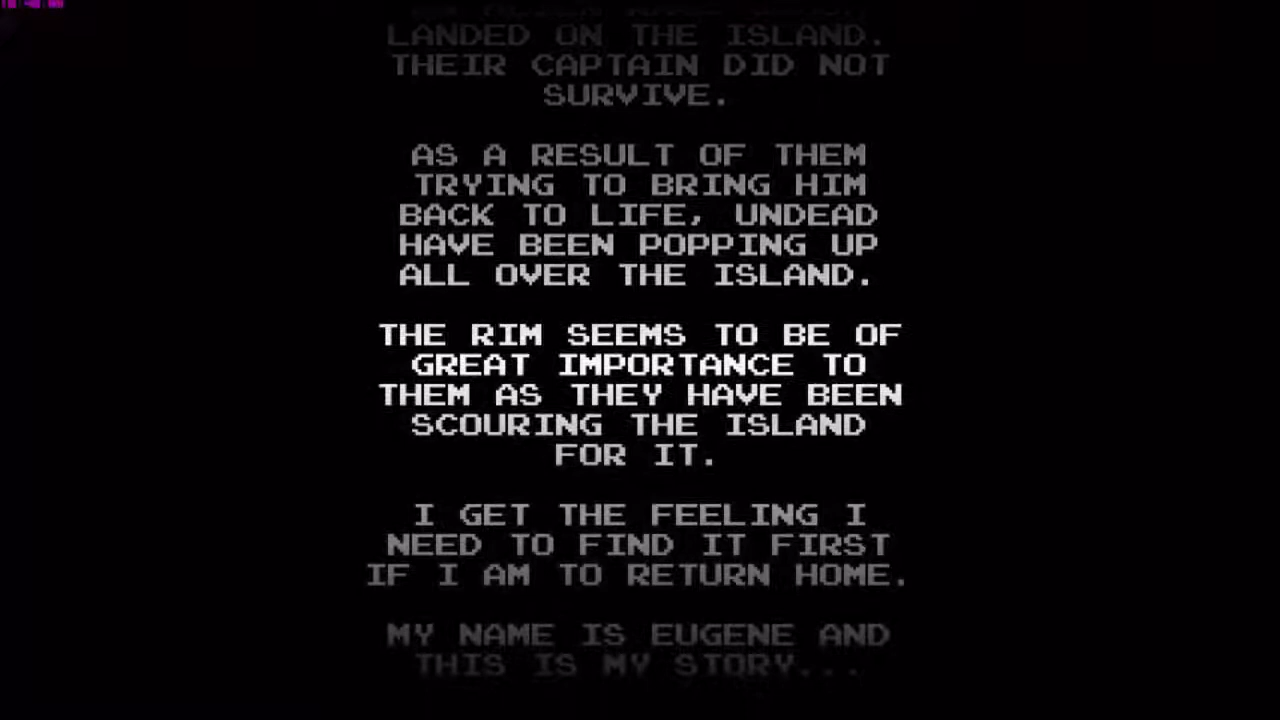 LANDED ON THE ISLAND.
THEIR CAPTAIN DID NOT
SURVIVE.
AS A RESULT OF THEM
TRYING TO BRING HIM
BACK TO LIFE, UNDEAD
HAVE BEEN POPPING UP
ALL OVER THE ISLAND.
THE RIM SEEMS TO BE OF
GREAT IMPORTANCE TO
THEM AS THEY HAVE BEEN
SCOURING THE ISLAND
FOR IT.
I GET THE FEELING I
NEED TO FIND IT FIRST
IF I AM TO RETURN HOME.
MY NAME IS EUGENE AND
THIS IS MY STORY...